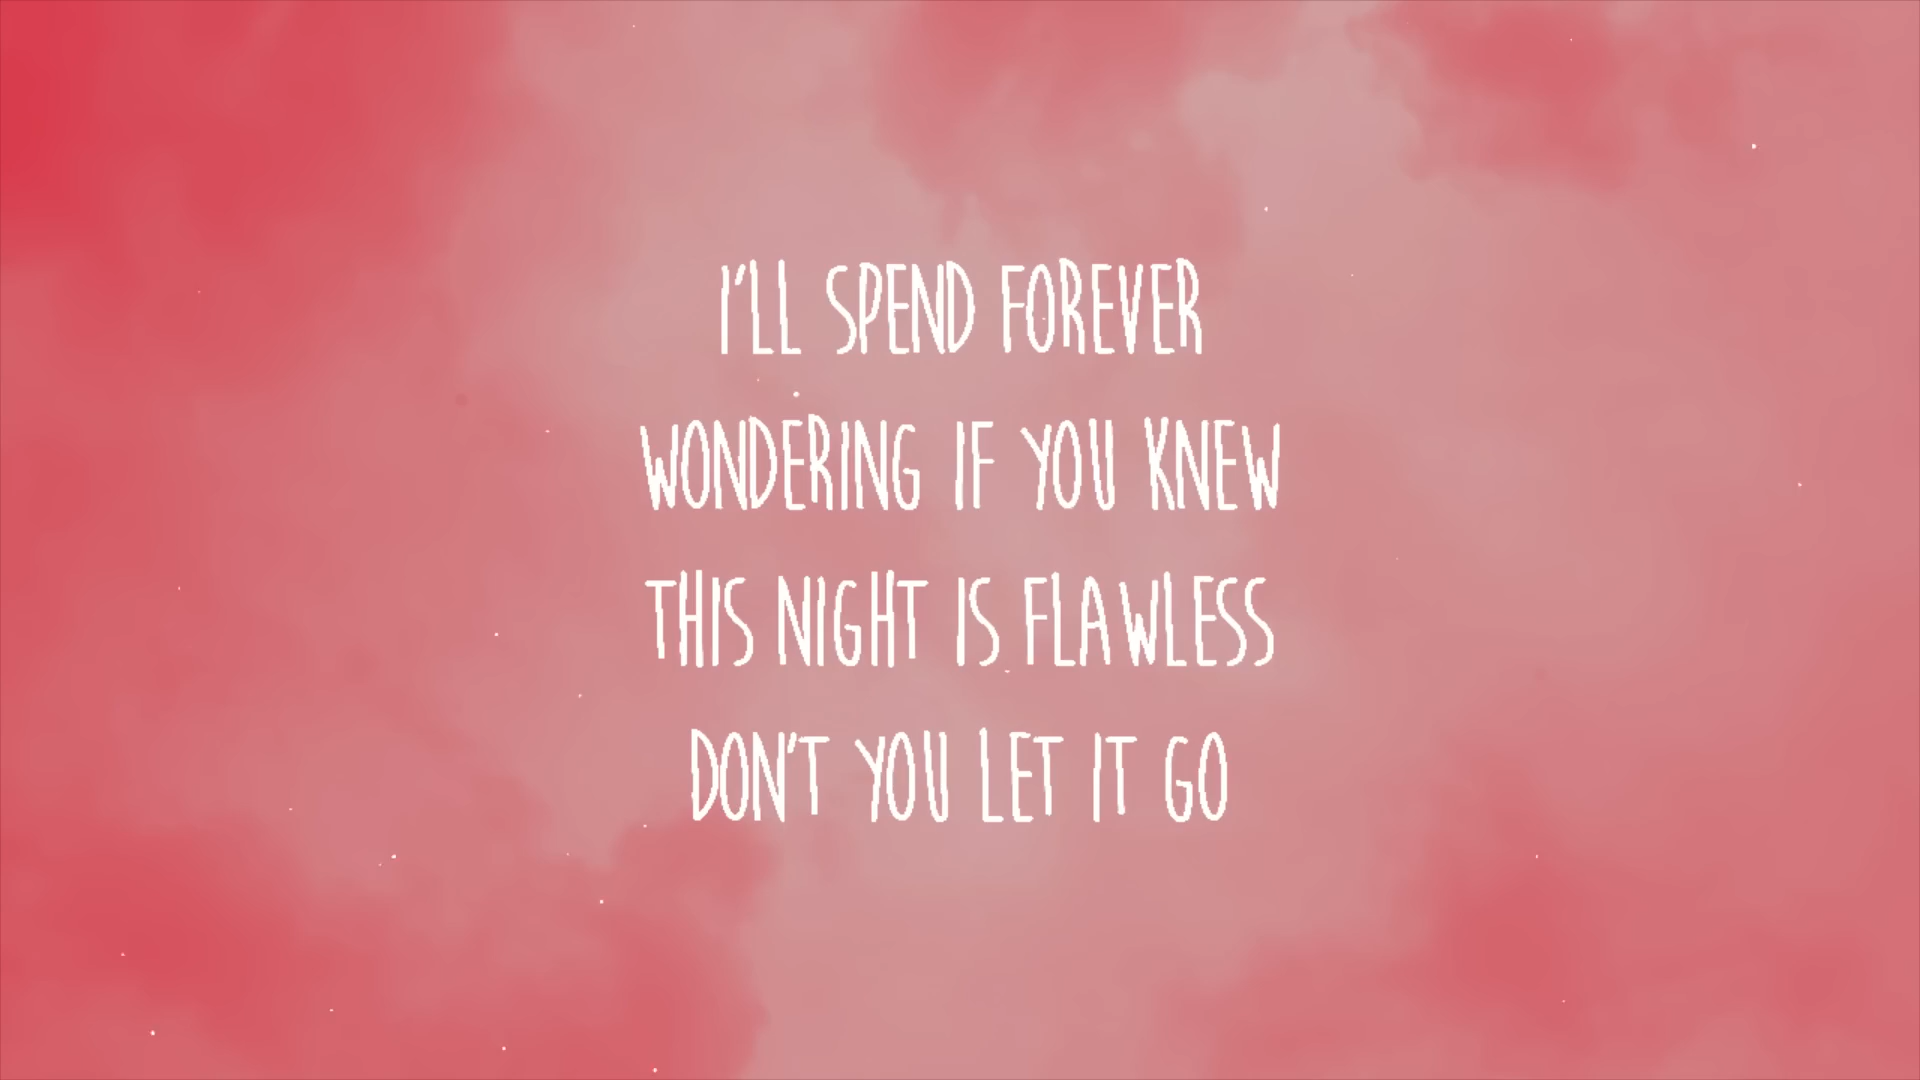 I'LL SPEND FOREVER
WONDERING IF YOU KNEW
THIS NIGHT IS FLAWLESS
DON'T YOU LET IT GO